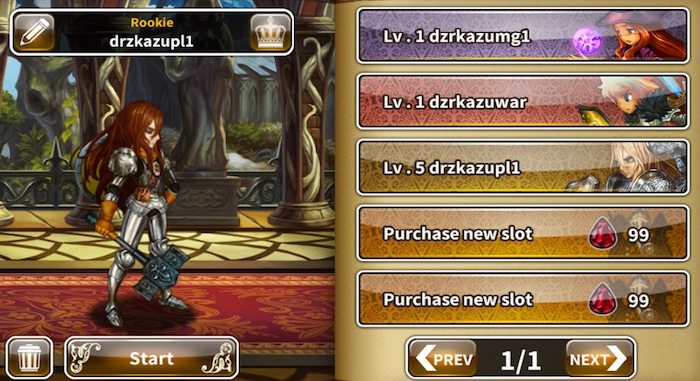 Rookie
drzkazupl1
Start
Lv . 1 dzrkazumg1
Lv . 1 dzrkazuwar
Lv . 5 drzkazupl1
Purchase new slot 99
Purchase new slot 99
PREV 1/1 NEXT